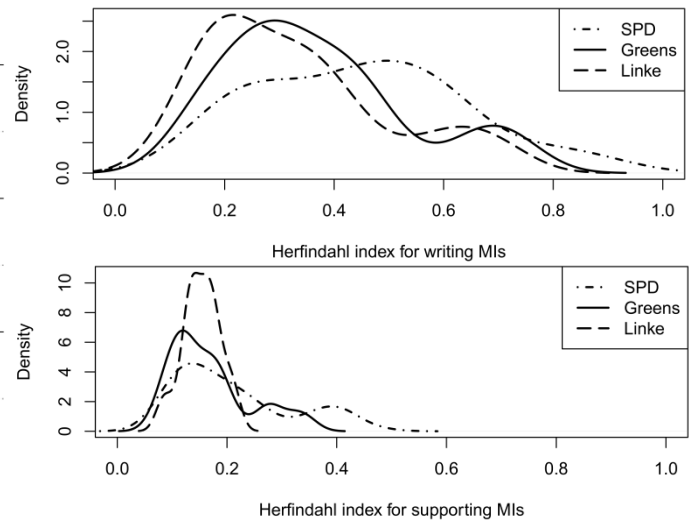 Density
0.0
1.0
2.0
0.0
0.2
0.4
0.6
0.8
1.0
SPD
Greens
Linke
Herfindahl index for writing MIs
Density
0
2
4
6
8
10
0.0
0.2
0.4
0.6
0.8
1.0
SPD
Greens
Linke
Herfindahl index for supporting MIs